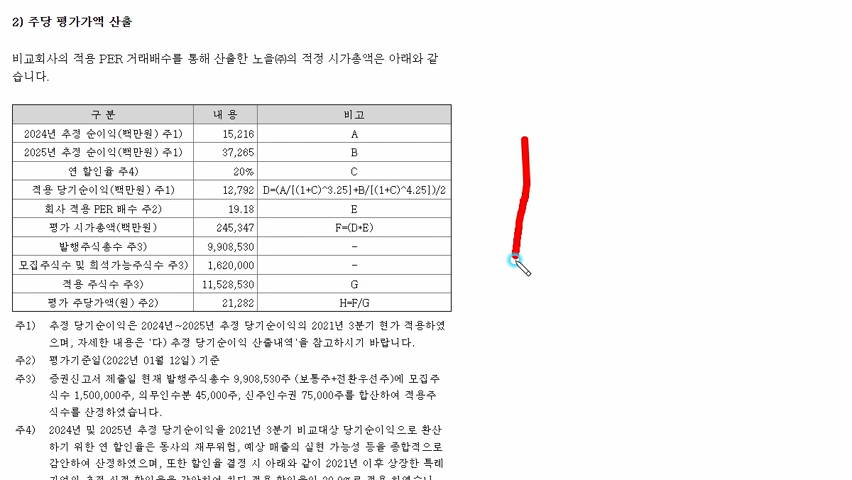 2) 주당 평가가액 산출
비교회사의 적용 PER 거래배수를 통해 산출한 노을㈜의 적정 시가총액은 아래와 같
습니다.
구 분 내 용 비고
2024년 추정 순이익(백만원) 주1) 15,216 A
2025년 추정 순이익(백만원) 주1) 37,265 B
연 할인율 주4) 20% C
적용 당기순이익(백만원) 주1) 12,792 D=(A/[(1+C)^3.25]+B/[(1+C)^4.25])/2
회사 적용 PER 배수 주2) 19.18 E
평가 시가총액(백만원) 245,347 F=(D*E)
발행주식총수 주3) 9,908,530 -
모집주식수 및 희석가능주식수 주3) 1,620,000 -
적용 주식수 주3) 11,528,530 G
평가 주당가액(원) 주2) 21,282 H=F/G
주1) 추정 당기순이익은 2024년~2025년 추정 당기순이익의 2021년 3분기 현가 적용하였
으며, 자세한 내용은 '다) 추정 당기순이익 산출내역'을 참고하시기 바랍니다.
주2) 평가기준일(2022년 01월 12일) 기준
주3) 증권신고서 제출일 현재 발행주식총수 9,908,530주 (보통주+전환우선주)에 모집주
식수 1,500,000주, 의무인수분 45,000주, 신주인수권 75,000주를 합산하여 적용주
식수를 산정하였습니다.
주4) 2024년 및 2025년 추정 당기순이익을 2021년 3분기 비교대상 당기순이익으로 환산
하기 위한 연 할인율은 동사의 재무위험, 예상 매출의 실현 가능성 등을 종합적으로
감안하여 산정하였으며, 또한 할인율 결정 시 아래와 같이 2021년 이후 상장한 특례